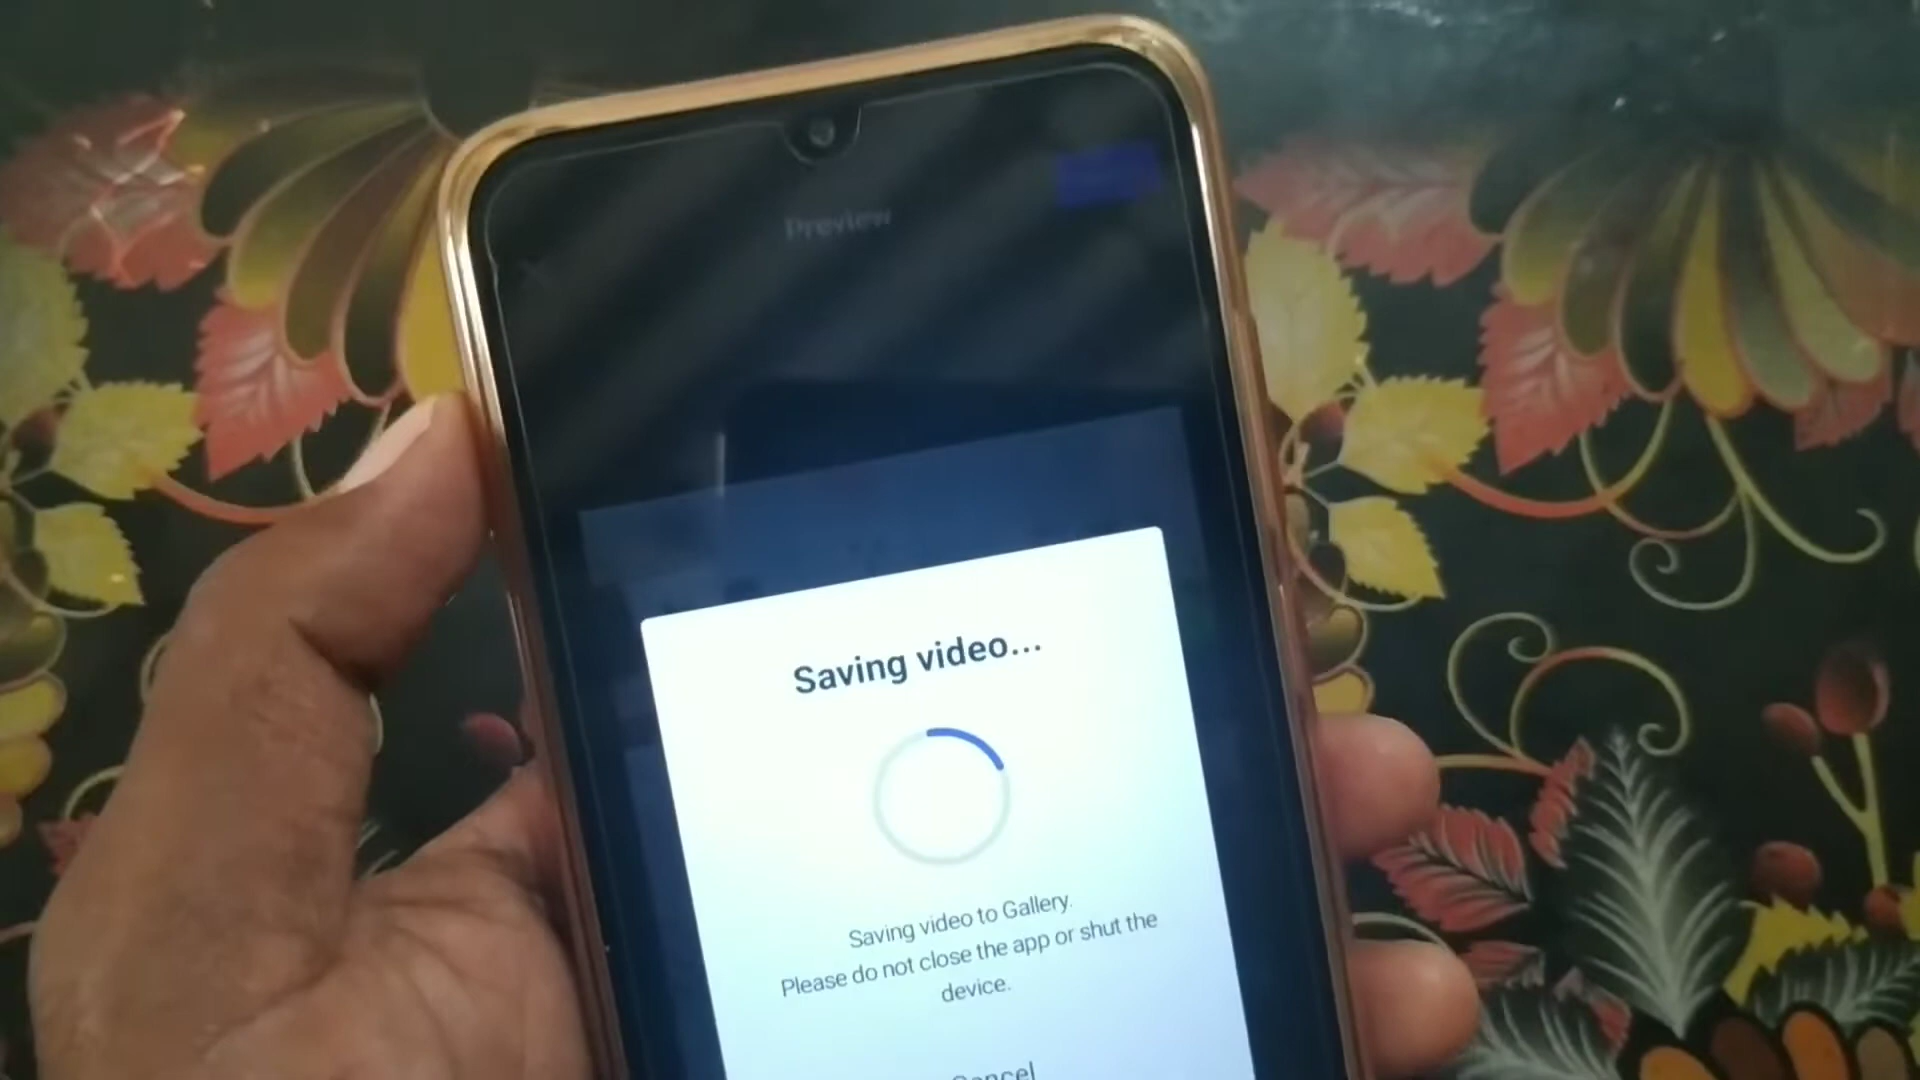 Preview
Saving video...
Saving video to Gallery.
Please do not close the app or shut the
device.
Cancel